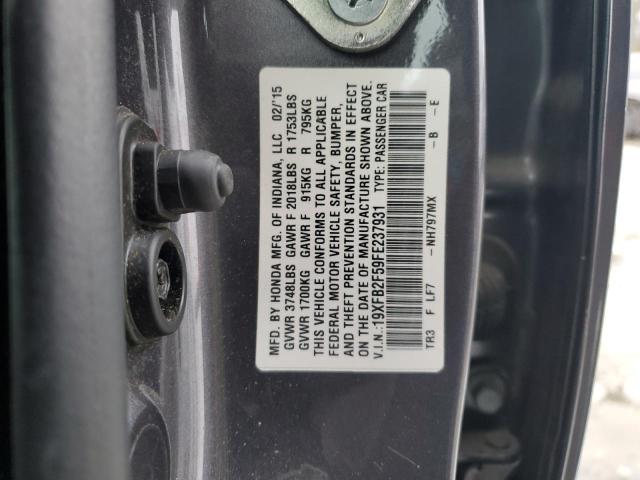 MFD. BY HONDA MFG. OF INDIANA, LLC 02/'15
GVWR 3748LBS GAWR F 2018LBS R 1753LBS
GVWR 1700KG GAWR F 915KG R 795KG
THIS VEHICLE CONFORMS TO ALL APPLICABLE
FEDERAL MOTOR VEHICLE SAFETY, BUMPER,
AND THEFT PREVENTION STANDARDS IN EFFECT
ON THE DATE OF MANUFACTURE SHOWN ABOVE.
V.I.N.:19XFB2F59FE237931 TYPE: PASSENGER CAR
TR3 F LF7 -NH797MX -B -E